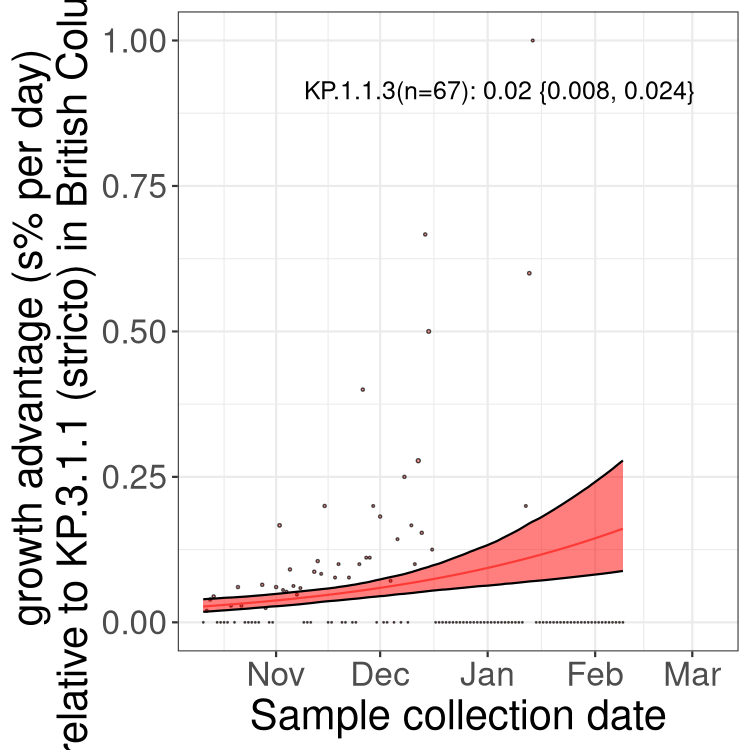 growth advantage (s% per day)
relative to KP.3.1.1 (stricto) in British Colu
1.00
0.75
0.50
0.25
0.00
KP.1.1.3(n=67): 0.02 {0.008, 0.024}
Nov Dec Jan Feb Mar
Sample collection date